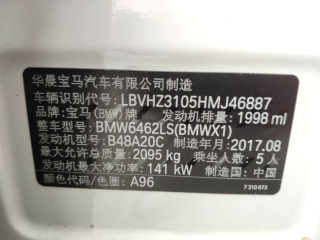 华晨宝马汽车有限公司制造
车辆识别代号: LBVHZ3105HMJ46887
品牌: 宝马(BMW)牌 发动机排量: 1998 ml
整车型号: BMW6462LS(BMWX1)
发动机型号: B48A20C 制造年月: 2017.08
最大允许总质量: 2095 kg 乘坐人数: 5 人
发动机最大净功率: 141 kW 制造国: 中国
颜色代码/色圈: A96
7 310 673